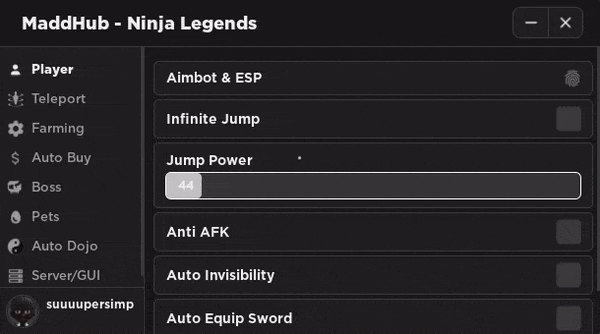 MaddHub - Ninja Legends
Player
Teleport
Farming
Auto Buy
Boss
Pets
Auto Dojo
Server/GUI
suuuupersimp
Aimbot & ESP
Infinite Jump
Jump Power
44
Anti AFK
Auto Invisibility
Auto Equip Sword